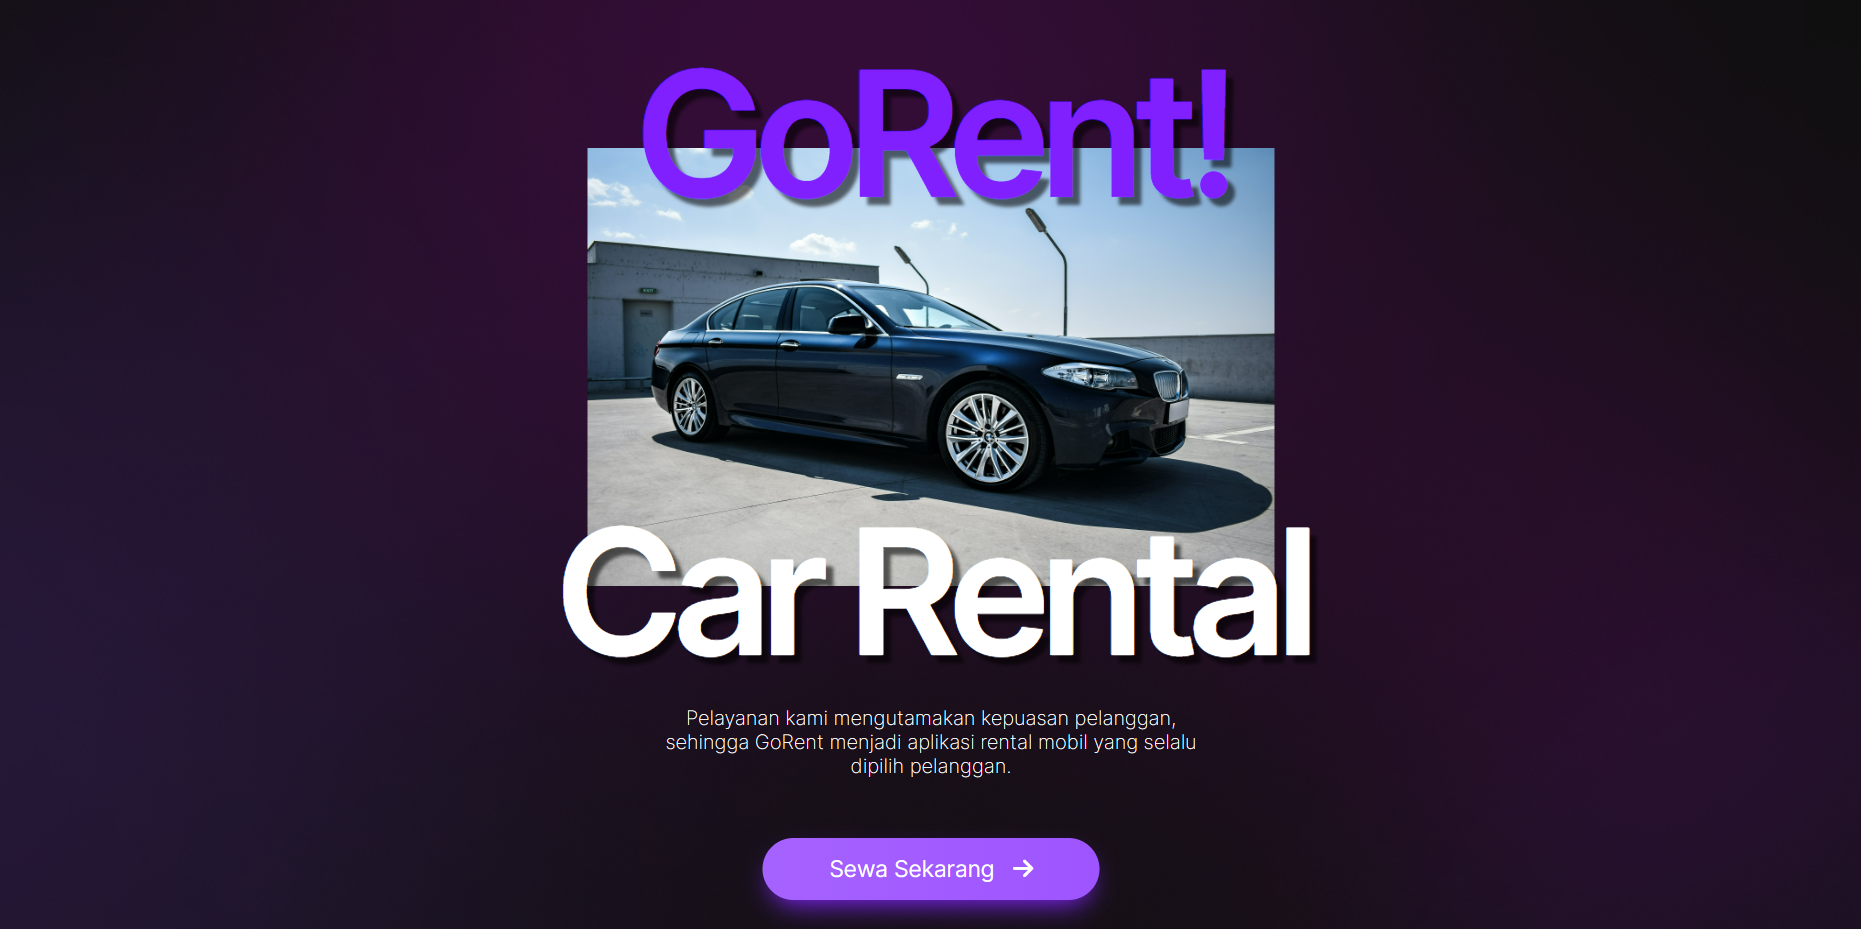 GoRent!
Car Rental
Pelayanan kami mengutamakan kepuasan pelanggan,
sehingga GoRent menjadi aplikasi rental mobil yang selalu
dipilih pelanggan.
Sewa Sekarang